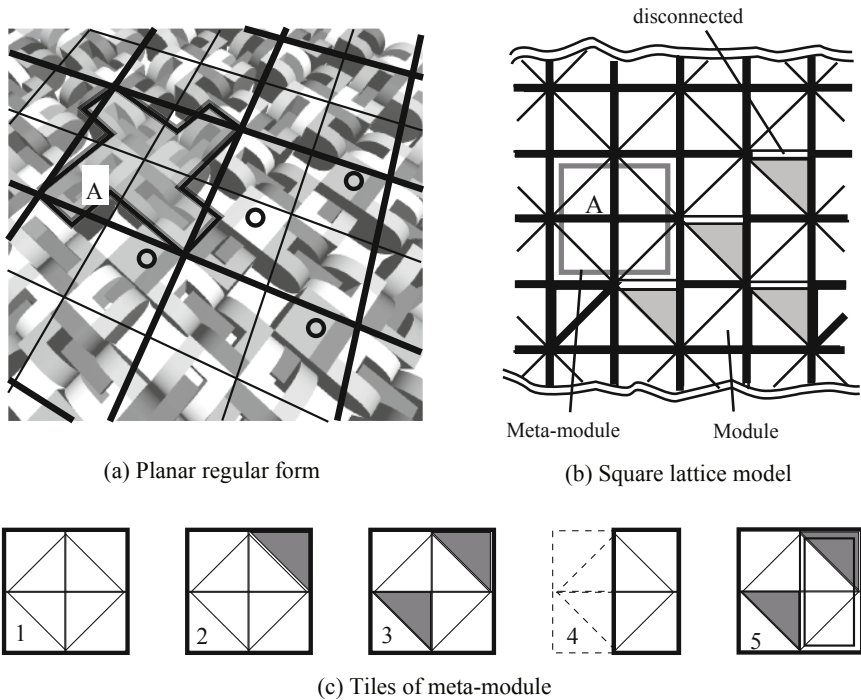 disconnected
A
A
Meta-module
Module
(a) Planar regular form
(b) Square lattice model
1
2
3
4
5
(c) Tiles of meta-module